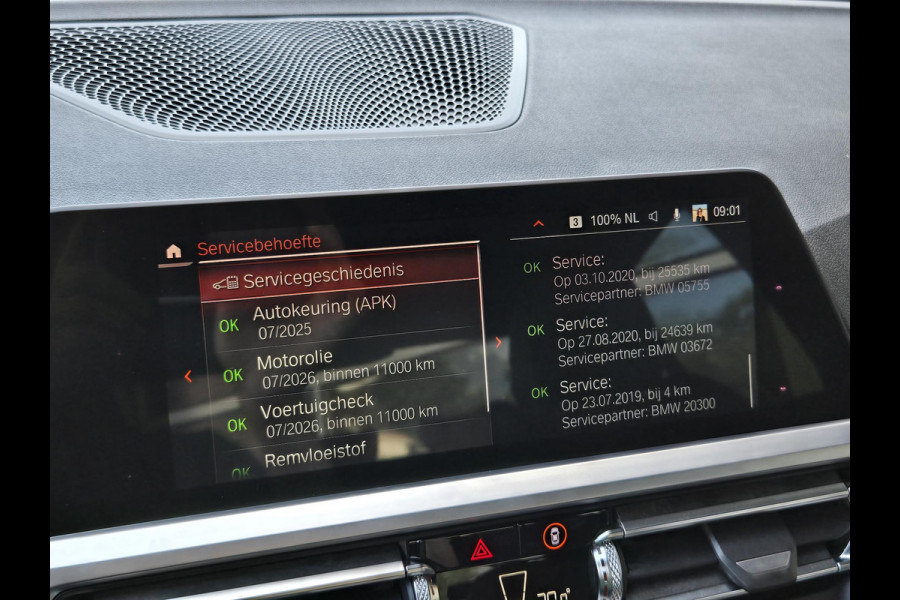 3 100% NL 09:01
Servicebehoefte
Servicegeschiedenis
OK Autokeuring (APK)
07/2025
OK Motorolie
07/2026, binnen 11000 km
OK Voertuigcheck
07/2026, binnen 11000 km
OK Remvloeistof
OK Service:
Op 03.10.2020, bij 25535 km
Servicepartner: BMW 05755
OK Service:
Op 27.08.2020, bij 24639 km
Servicepartner: BMW 03672
OK Service:
Op 23.07.2019, bij 4 km
Servicepartner: BMW 20300